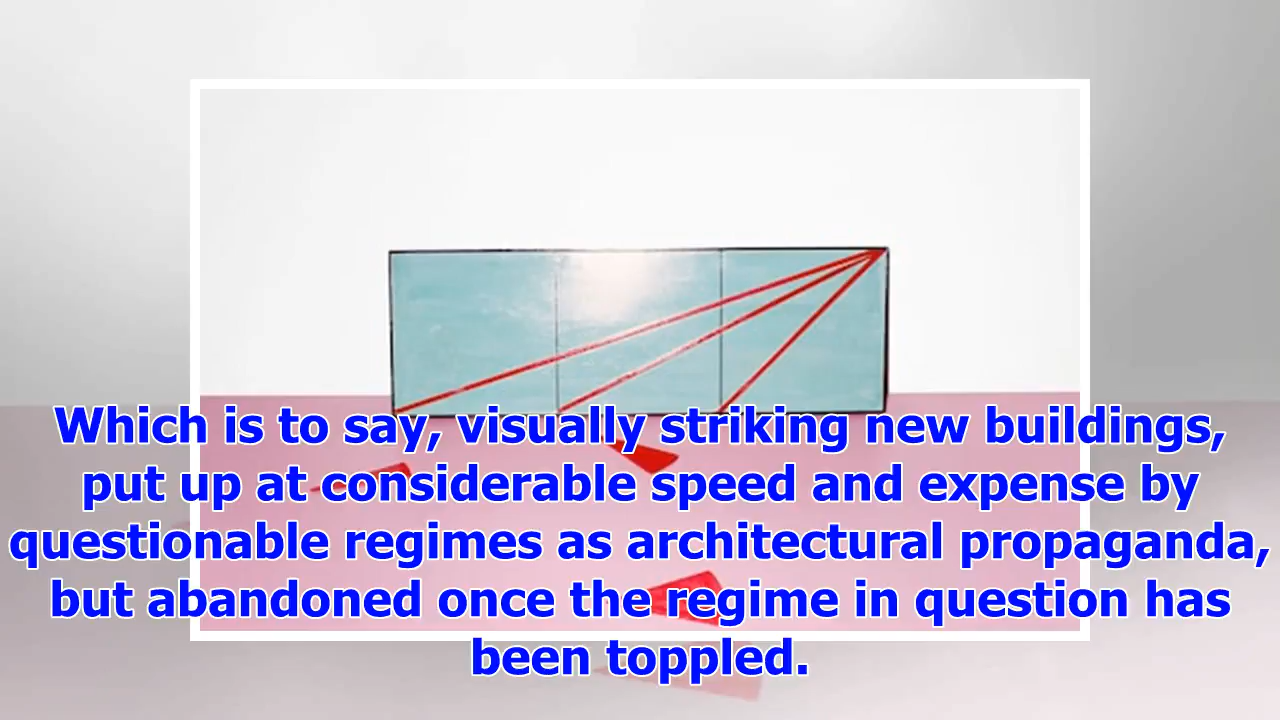 Which is to say, visually striking new buildings,
put up at considerable speed and expense by
questionable regimes as architectural propaganda,
but abandoned once the regime in question has
been toppled.